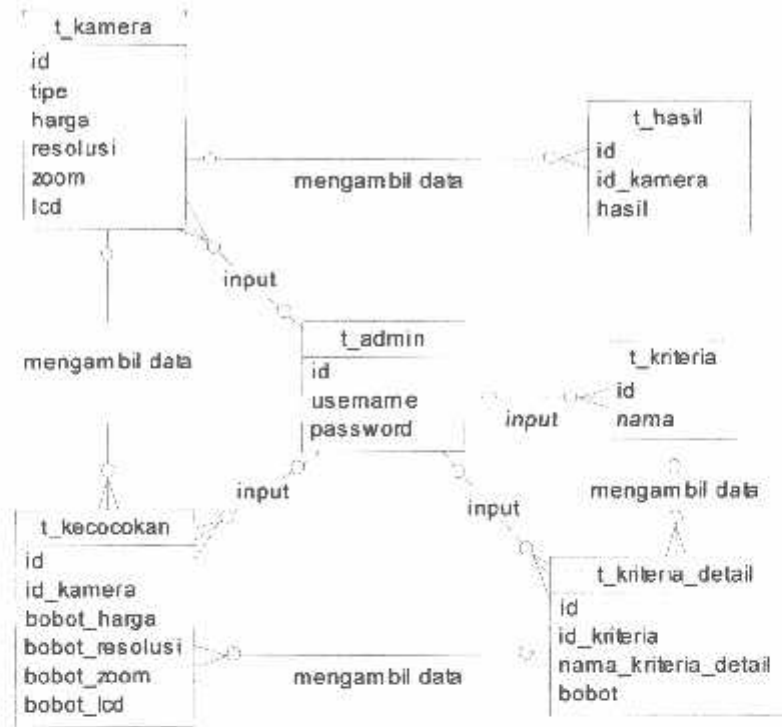 t_kamera
id
tipe
harga
resolusi
zoom
lcd
t_hasil
id
id_kamera
hasil
mengambil data
input
mengambil data
t_admin
id
username
password
t_kriteria
id
nama
input
mengambil data
input
input
t_kecocokan
id
id_kamera
bobot_harga
bobot_resolusi
bobot_zoom
bobot_lcd
t_kriteria_detail
id
id_kriteria
nama_kriteria_detail
bobot
mengambil data